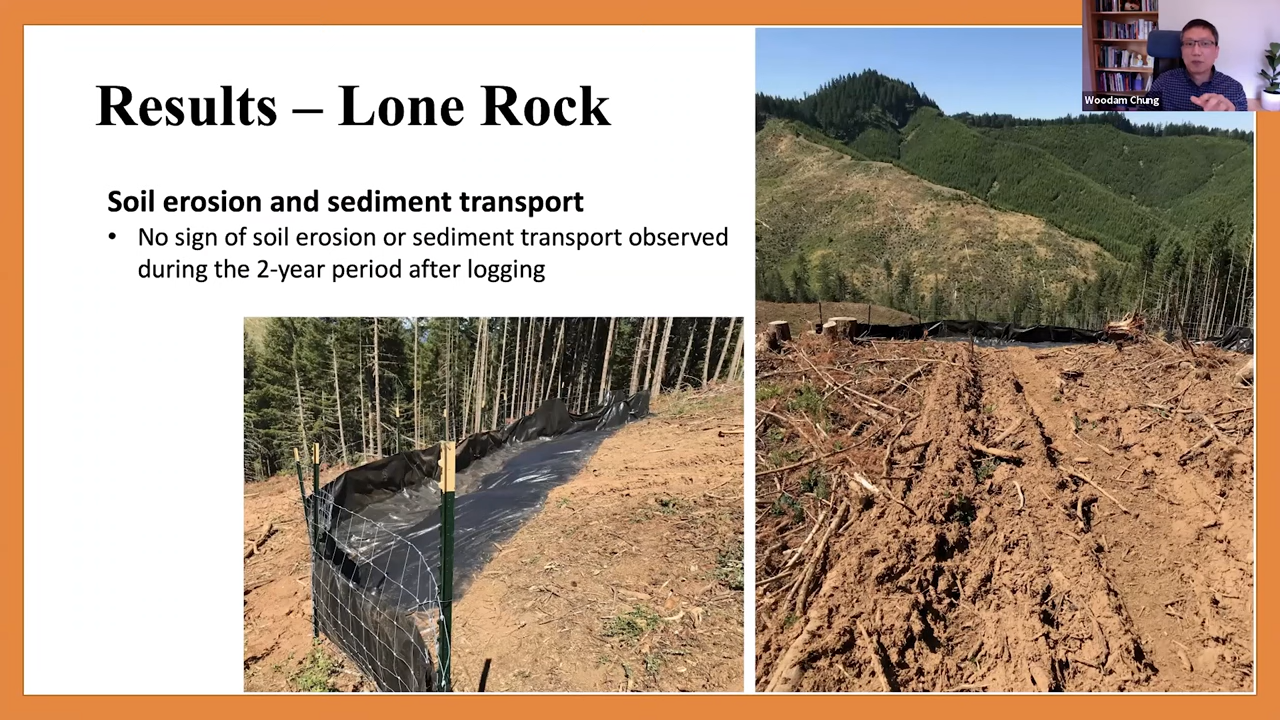 Results – Lone Rock
Soil erosion and sediment transport
• No sign of soil erosion or sediment transport observed
during the 2-year period after logging
Woodam Chung